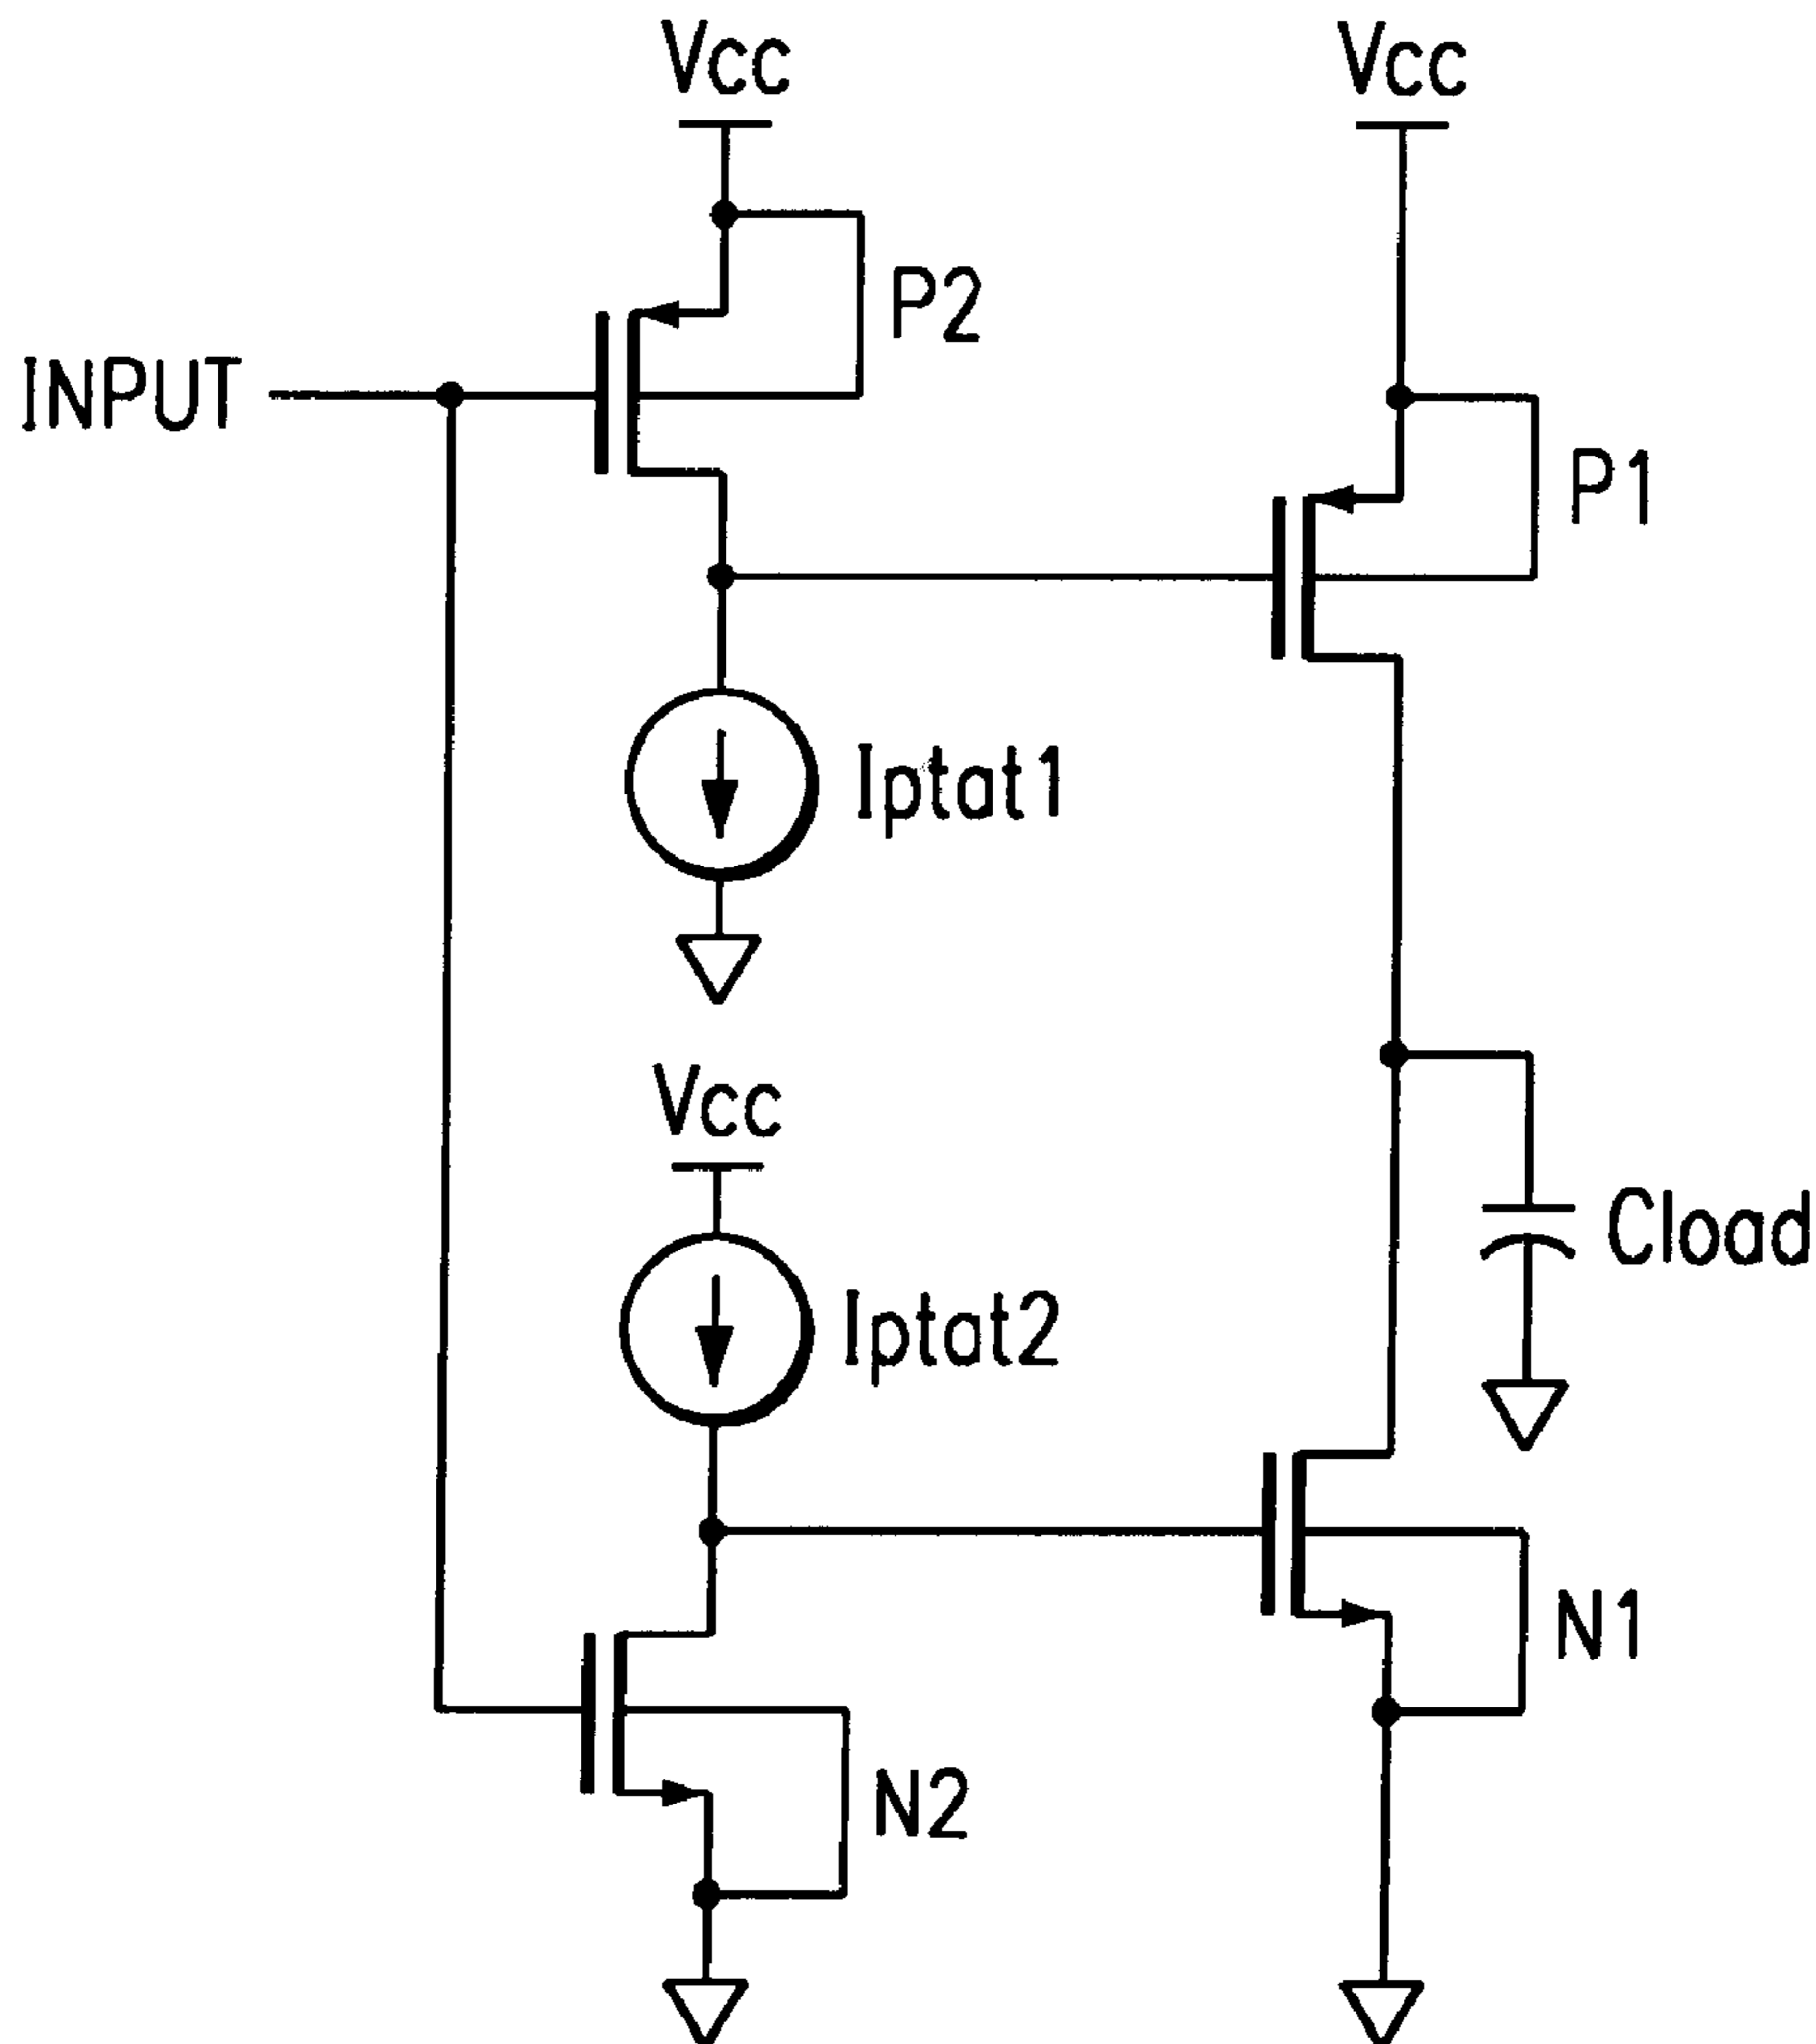 Vcc
Vcc
P2
INPUT
P1
Iptat1
Vcc
Cload
Iptat2
N1
N2